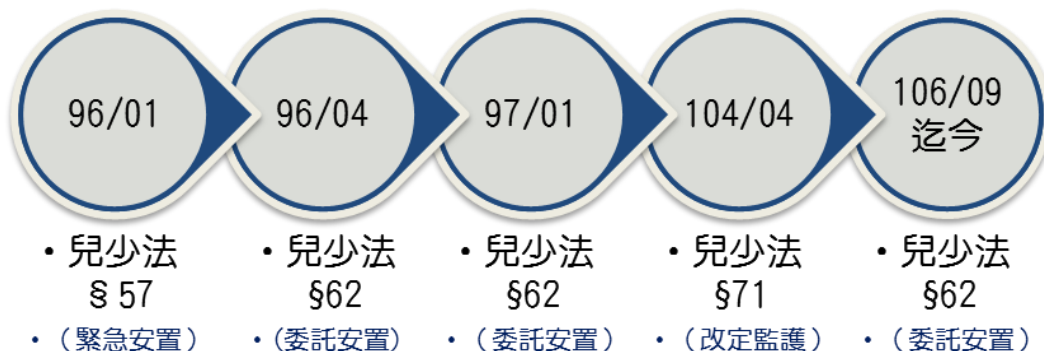 96/01
96/04
97/01
104/04
106/09
迄今
・兒少法
§57
・（緊急安置）
・兒少法
§62
・（委託安置）
・兒少法
§62
・（委託安置）
・兒少法
§71
・（改定監護）
・兒少法
§62
・（委託安置）